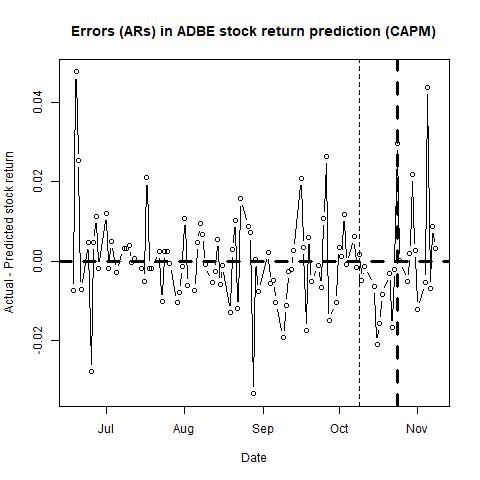 Errors (ARs) in ADBE stock return prediction (CAPM)
Actual - Predicted stock return
0.04
0.02
0.00
-0.02
Jul Aug Sep Oct Nov
Date